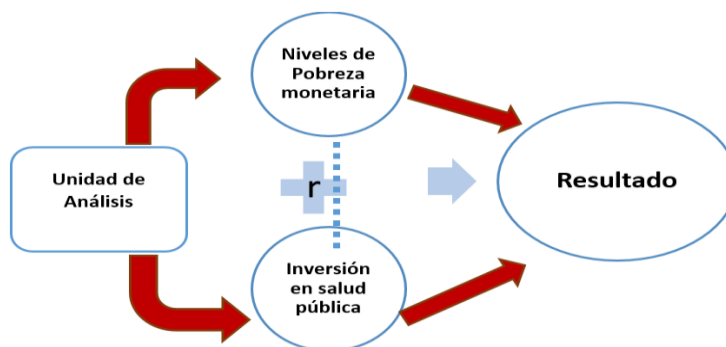 Niveles de
Pobreza
monetaria
Unidad de
Análisis
r
Resultado
Inversión
en salud
pública